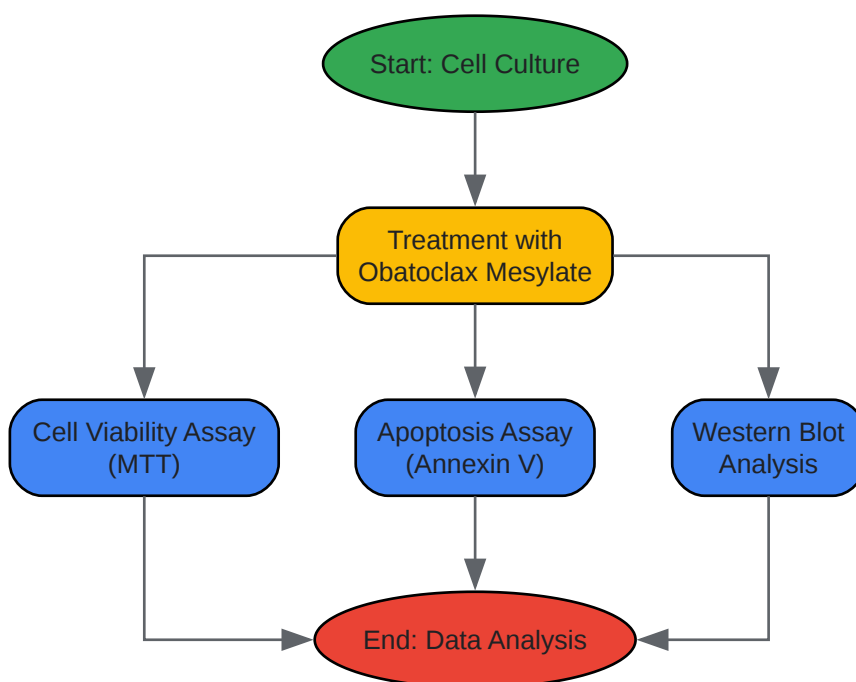 Start: Cell Culture
Treatment with
Obatoclax Mesylate
Cell Viability Assay
(MTT)
Apoptosis Assay
(Annexin V)
Western Blot
Analysis
End: Data Analysis